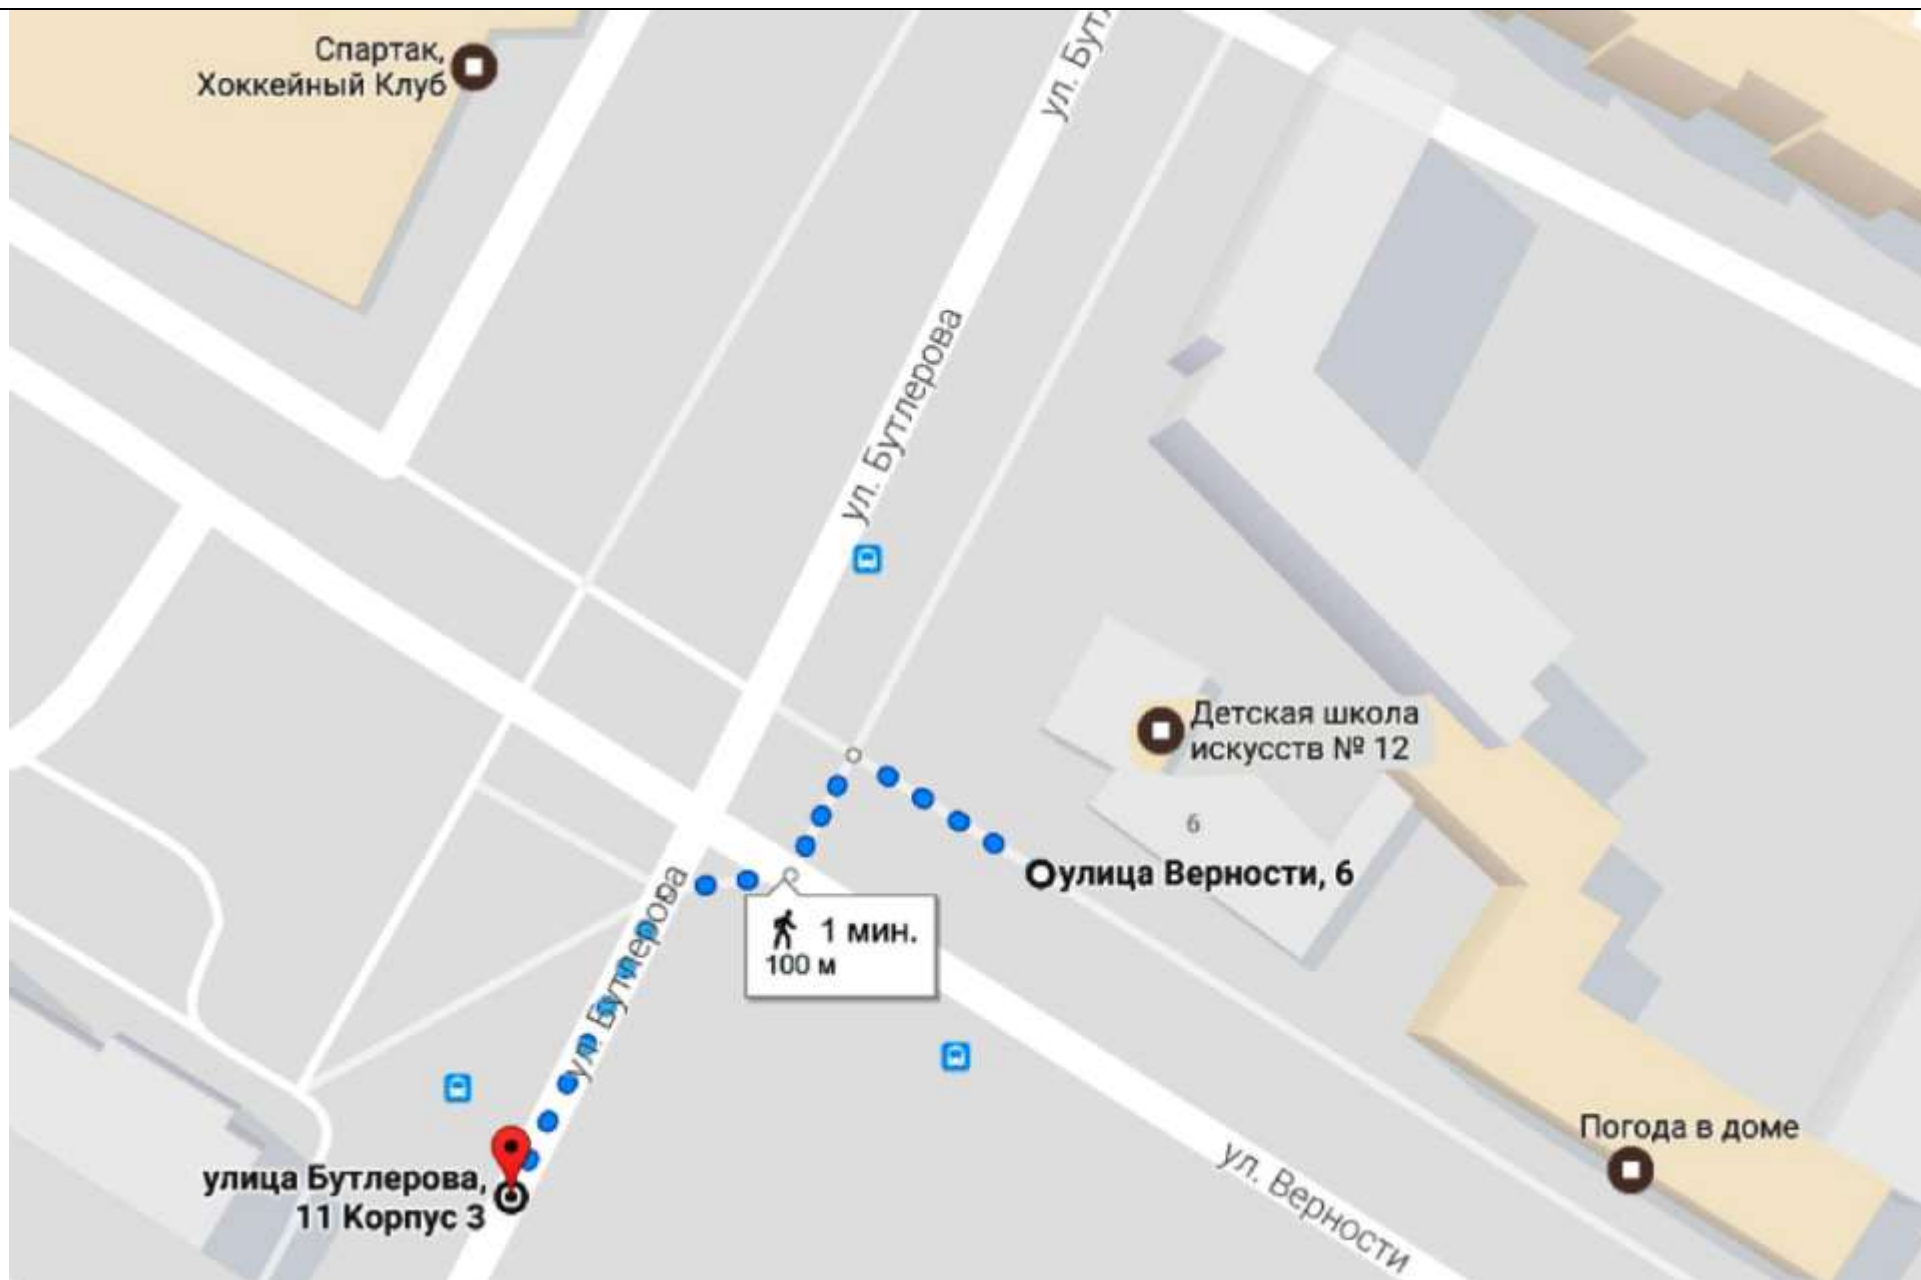 Спартак,
Хоккейный Клуб
ул. Бут
ул. Бутлерова
Детская школа
искусств № 12
6
улица Верности, 6
ул. Бутлерова
1 мин.
100 м
Погода в доме
улица Бутлерова,
11 Корпус 3
ул. Верности